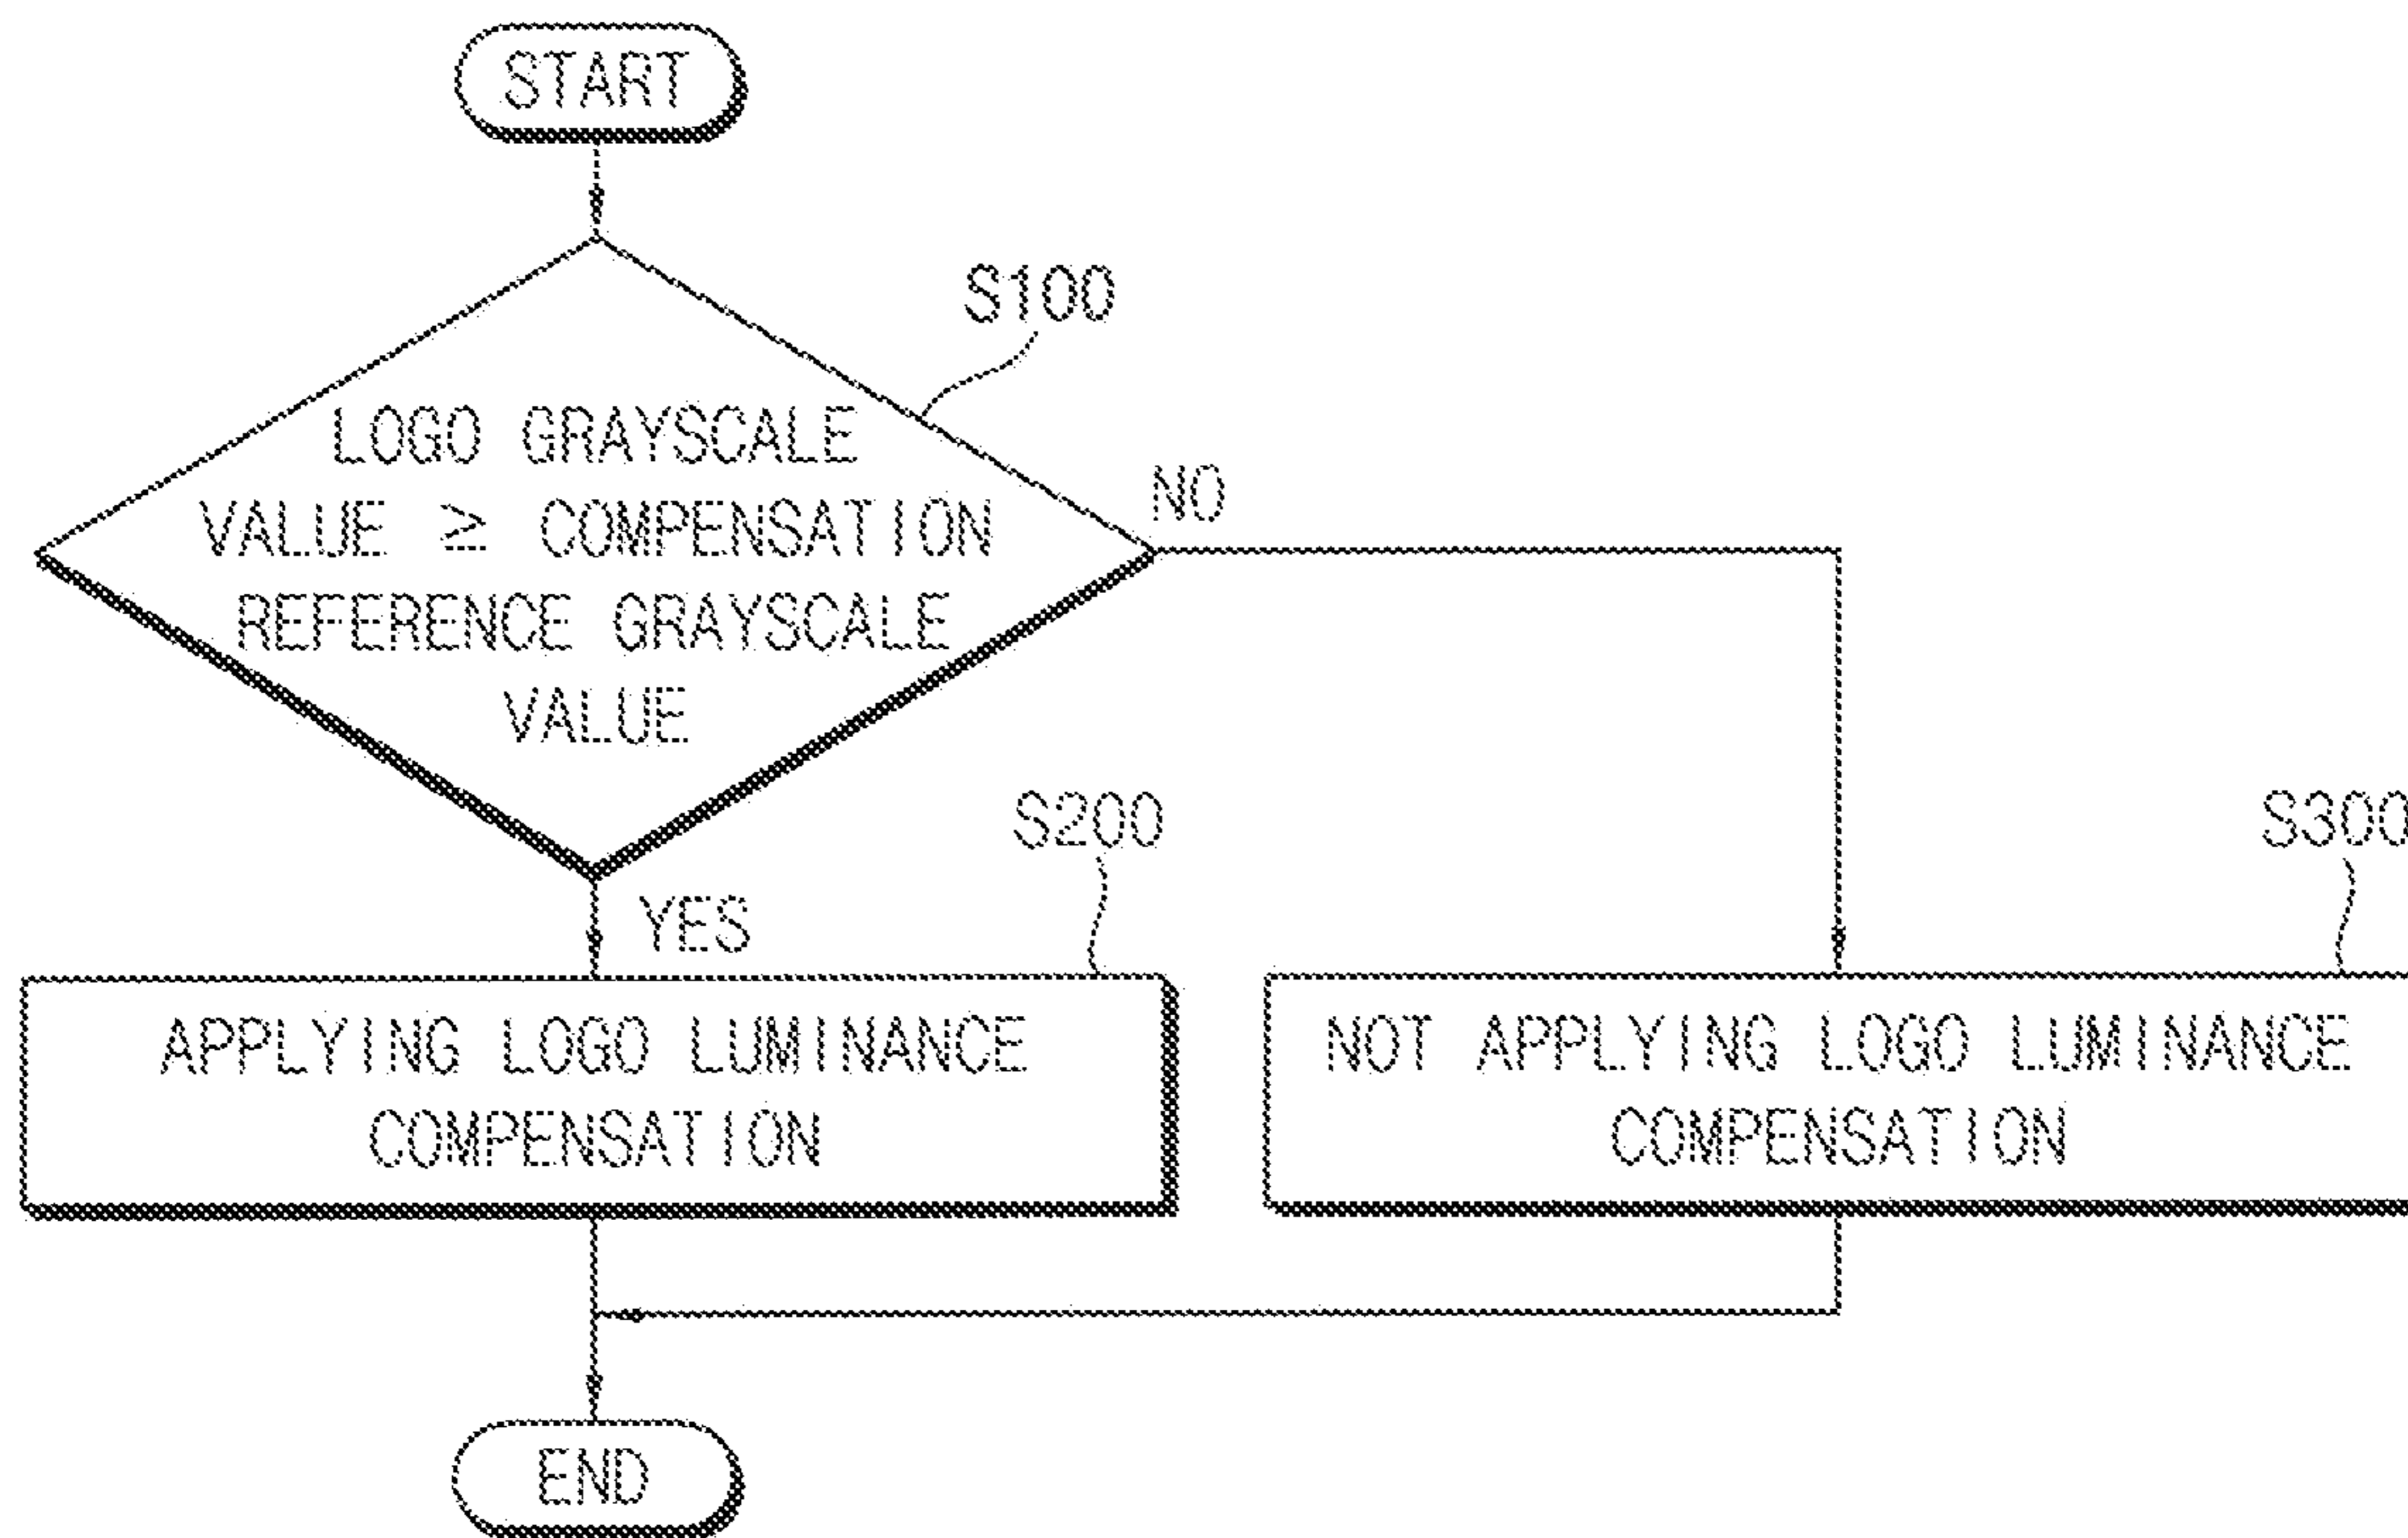 START
S100
LOGO GRAYSCALE
VALUE ≥ COMPENSATION
REFERENCE GRAYSCALE
VALUE
NO
YES
S200
S300
APPLYING LOGO LUMINANCE
COMPENSATION
NOT APPLYING LOGO LUMINANCE
COMPENSATION
END